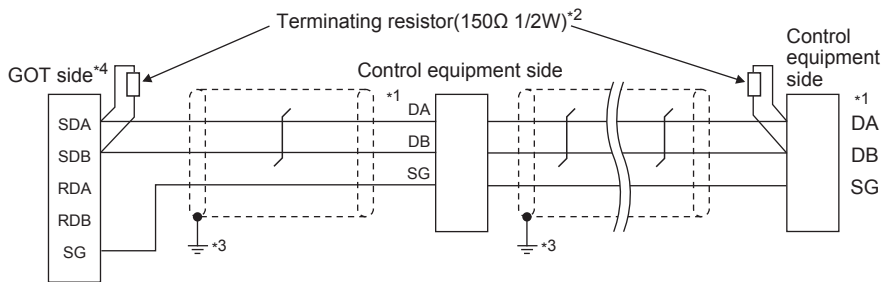 Terminating resistor(150Ω 1/2W)*2
GOT side*4
Control equipment side
Control
equipment
side
*1
*1
SDA
DA
DA
SDB
DB
DB
RDA
SG
SG
RDB
SG
*3
*3